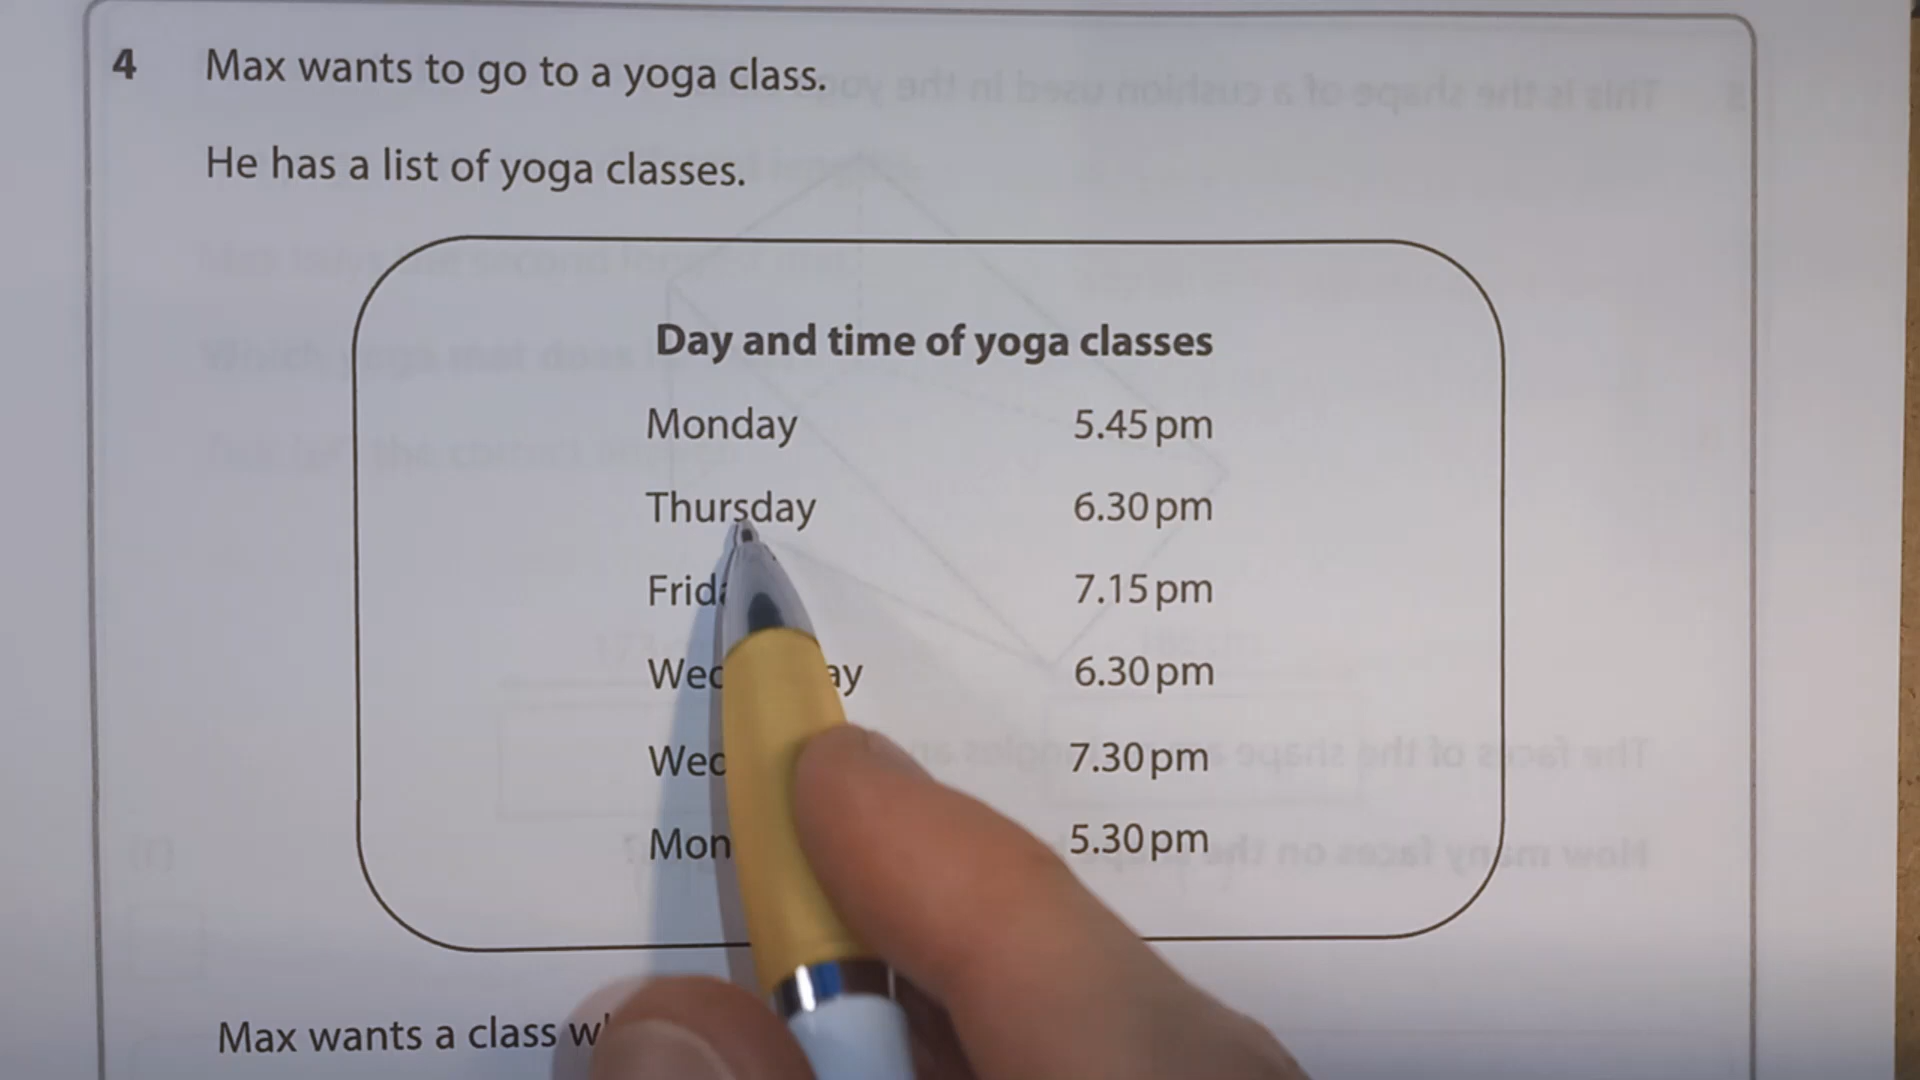 4 Max wants to go to a yoga class.
He has a list of yoga classes.
Day and time of yoga classes
Monday 5.45 pm
Thursday 6.30 pm
7.15 pm
6.30 pm
7.30 pm
5.30 pm
Max wants a class